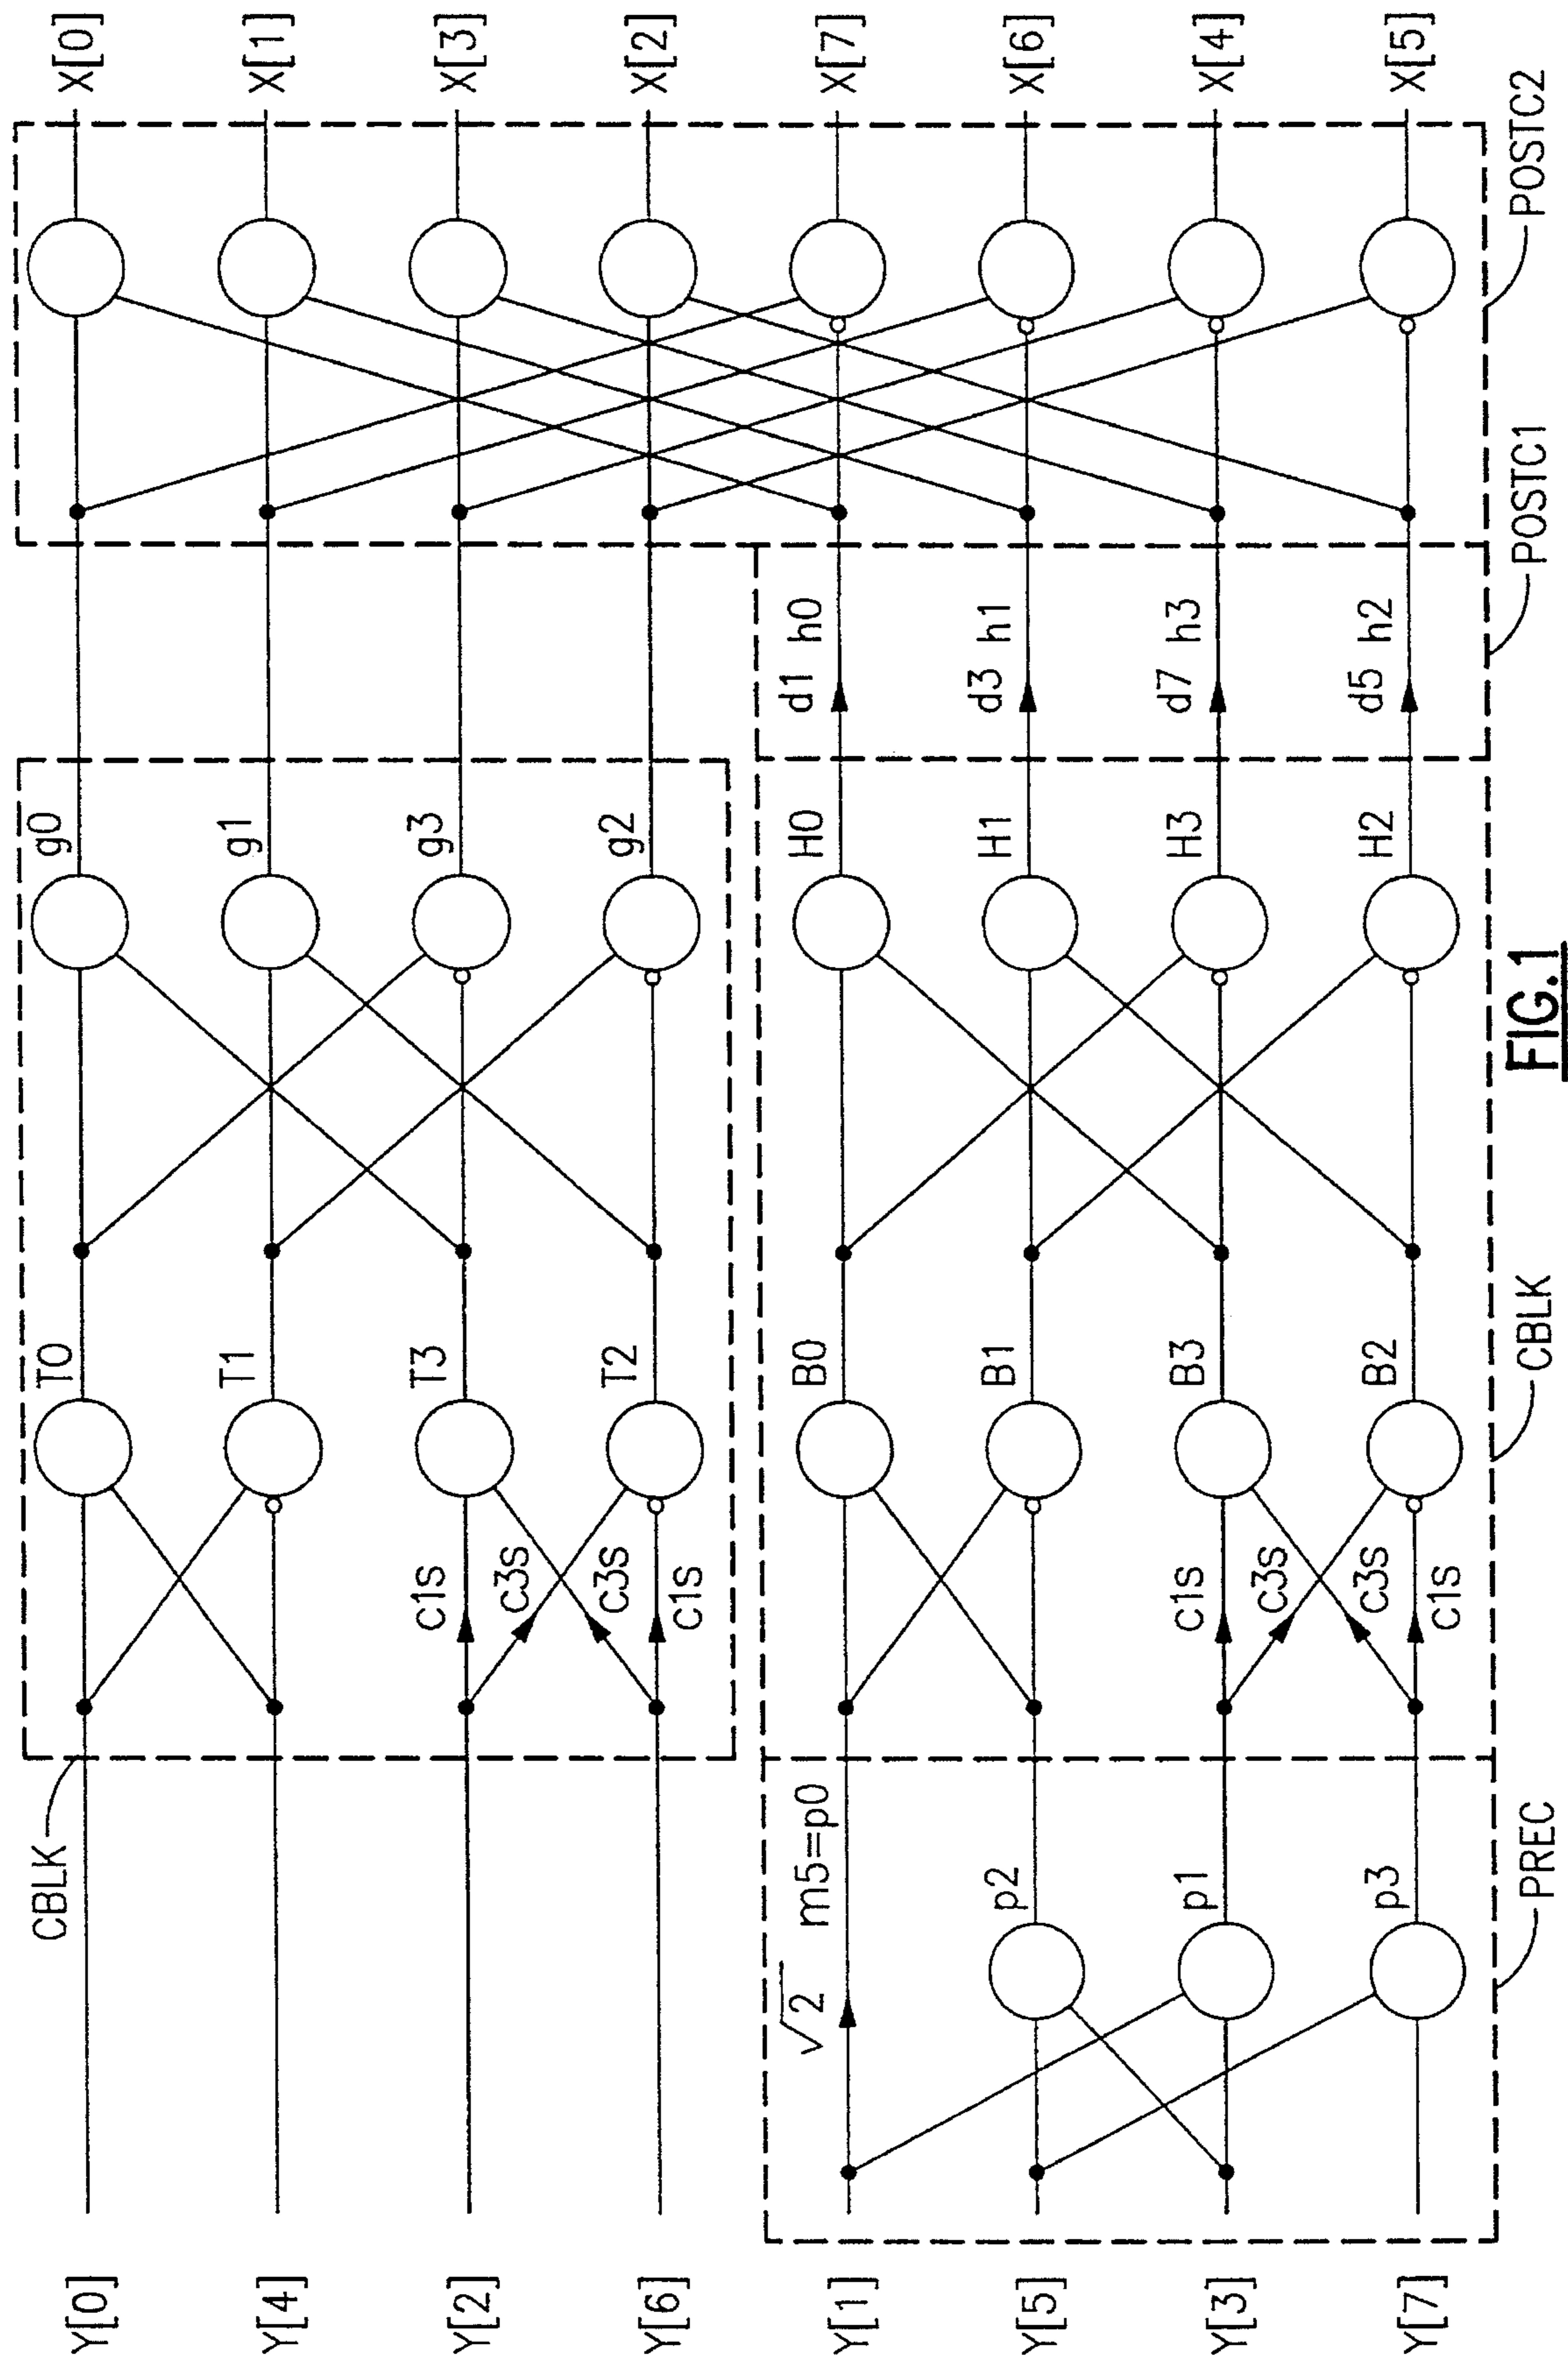 Y[0]
Y[4]
Y[2]
Y[6]
Y[1]
Y[5]
Y[3]
Y[7]
CBLK
√2 m5=p0
p2
p1
p3
PREC
c1s
c3s
c3s
c1s
c1s
c3s
c3s
c1s
T0
T1
T3
T2
B0
B1
B3
B2
CBLK
g0
g1
g3
g2
H0
H1
H3
H2
d1 h0
d3 h1
d7 h3
d5 h2
POSTC1
POSTC2
X[0]
X[1]
X[3]
X[2]
X[7]
X[6]
X[4]
X[5]
FIG.1